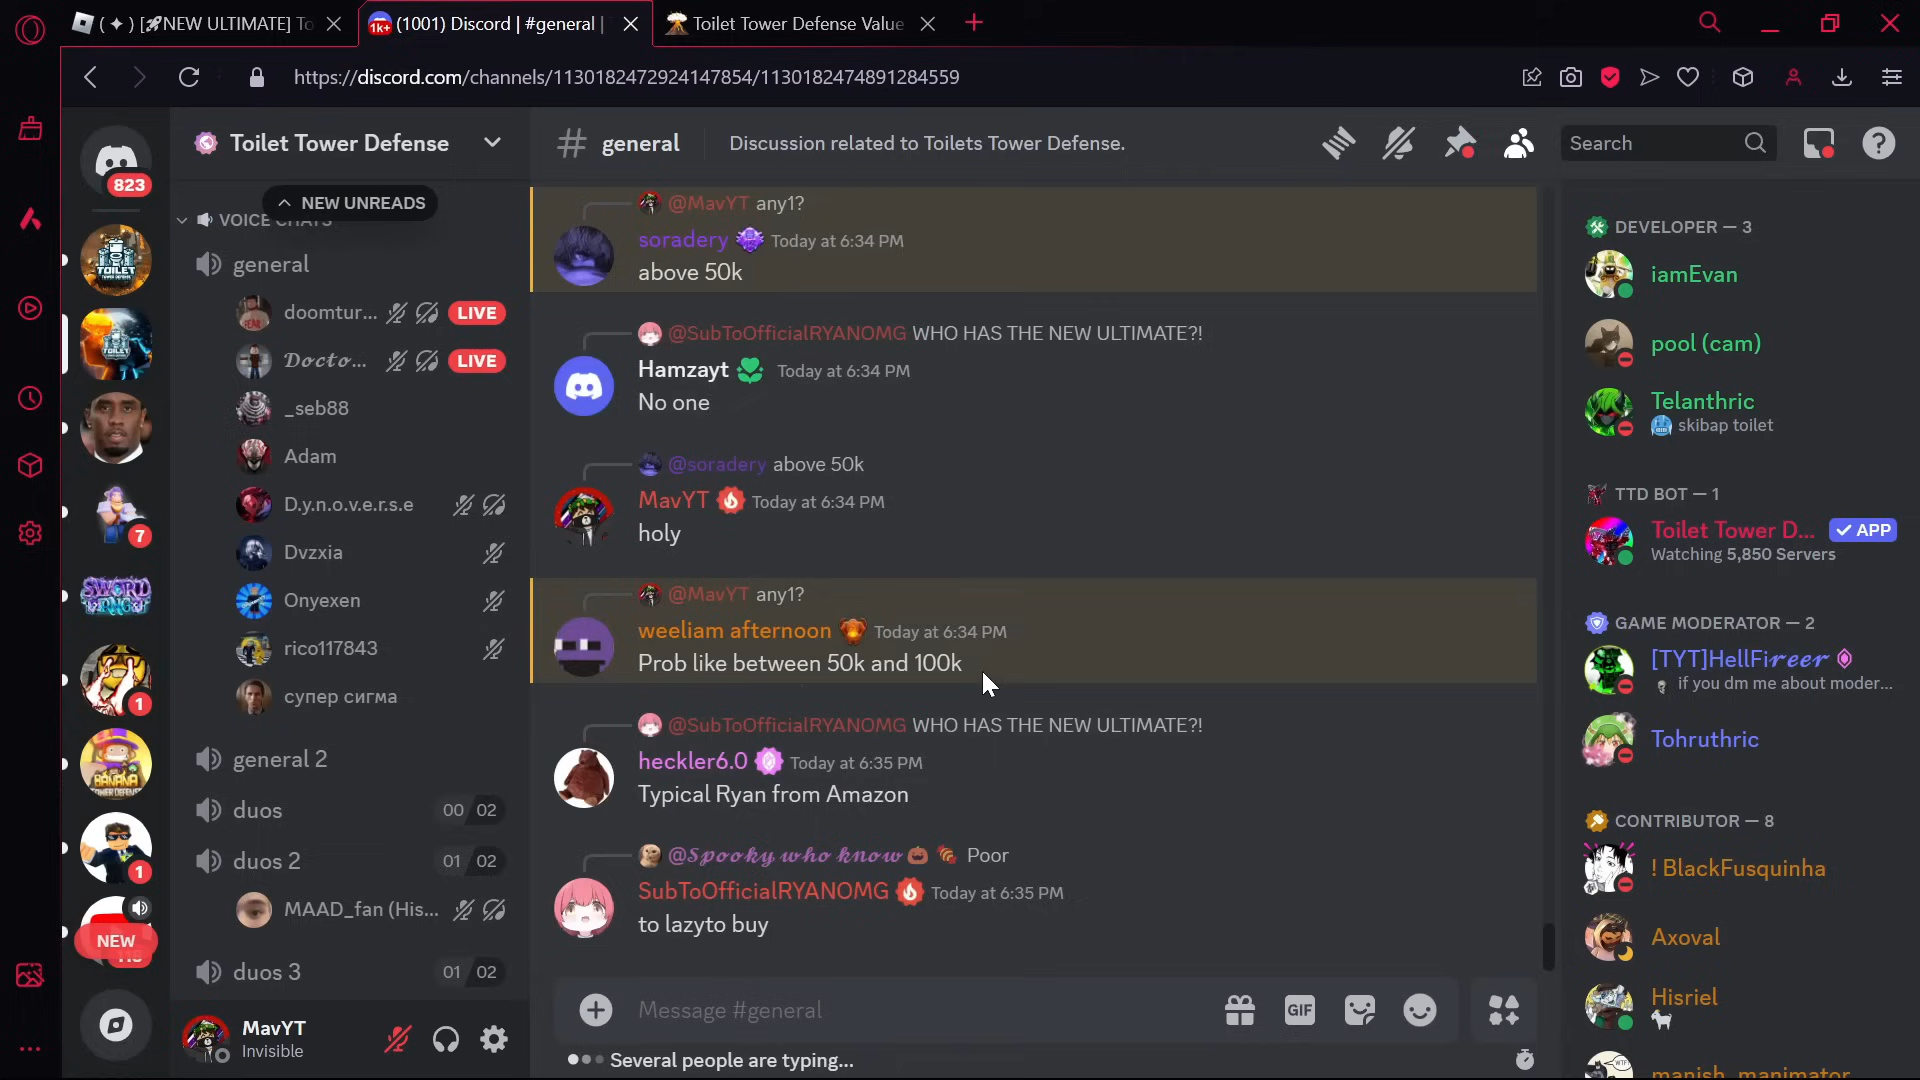 ( ✦ ) [🚀NEW ULTIMATE] To
(1001) Discord | #general |
Toilet Tower Defense Value
https://discord.com/channels/1130182472924147854/1130182474891284559
823
7
1
1
NEW
Toilet Tower Defense
NEW UNREADS
general
doomtur... LIVE
𝓓𝓸𝓬𝓽𝓸... LIVE
_seb88
Adam
D.y.n.o.v.e.r.s.e
Dvzxia
Onyexen
rico117843
супер сигма
general 2
duos 00 02
duos 2 01 02
MAAD_fan (His...
duos 3 01 02
MavYT
Invisible
general
Discussion related to Toilets Tower Defense.
Search
@MavYT any1?
soradery Today at 6:34 PM
above 50k
@SubToOfficialRYANOMG WHO HAS THE NEW ULTIMATE?!
Hamzayt Today at 6:34 PM
No one
@soradery above 50k
MavYT Today at 6:34 PM
holy
@MavYT any1?
weeliam afternoon Today at 6:34 PM
Prob like between 50k and 100k
@SubToOfficialRYANOMG WHO HAS THE NEW ULTIMATE?!
heckler6.0 Today at 6:35 PM
Typical Ryan from Amazon
@𝓢𝓹𝓸𝓸𝓴𝔂 𝔀𝓱𝓸 𝓴𝓷𝓸𝔀🎃 🍖 Poor
SubToOfficialRYANOMG Today at 6:35 PM
to lazyto buy
Message #general
GIF
Several people are typing...
DEVELOPER — 3
iamEvan
pool (cam)
Telanthric
🥶 skibap toilet
TTD BOT — 1
Toilet Tower D... ✓ APP
Watching 5,850 Servers
GAME MODERATOR — 2
[TYT]HellFi𝓻𝓮𝓮𝓻
if you dm me about moder...
Tohruthric
CONTRIBUTOR — 8
! BlackFusquinha
Axoval
Hisriel
🐐